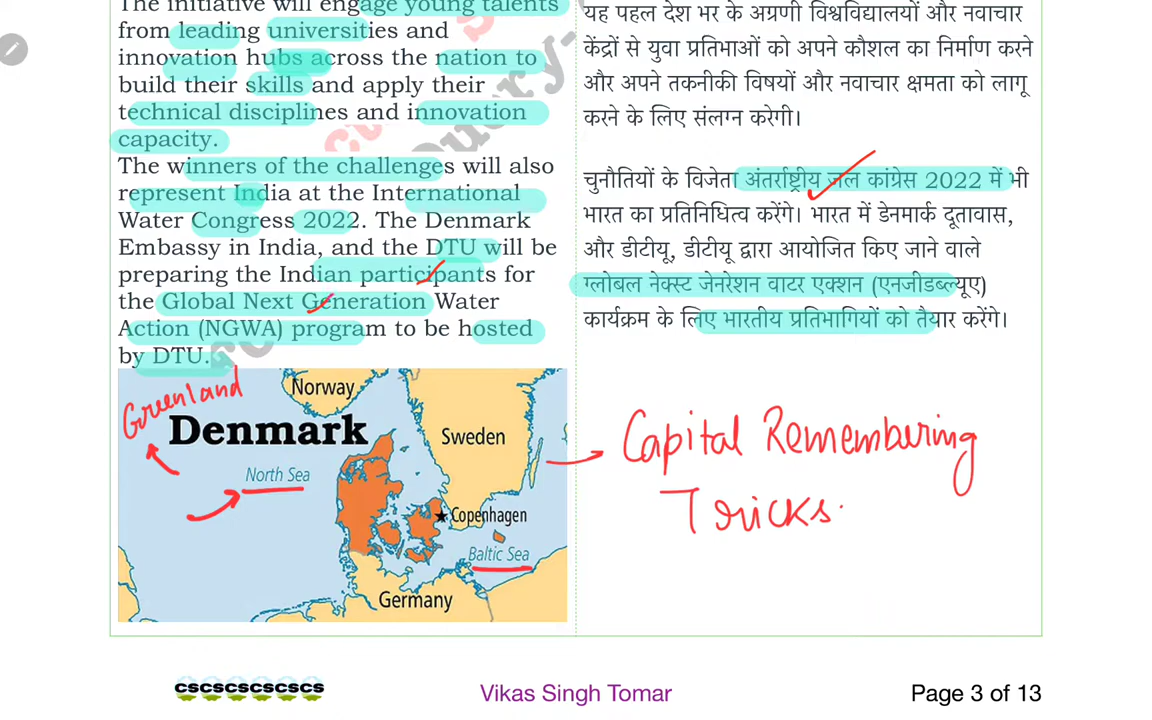 The initiative will engage young talents
from leading universities and
innovation hubs across the nation to
build their skills and apply their
technical disciplines and innovation
capacity.
The winners of the challenges will also
represent India at the International
Water Congress 2022. The Denmark
Embassy in India, and the DTU will be
preparing the Indian participants for
the Global Next Generation Water
Action (NGWA) program to be hosted
by DTU.
यह पहल देश भर के अग्रणी विश्वविद्यालयों और नवाचार
केंद्रों से युवा प्रतिभाओं को अपने कौशल का निर्माण करने
और अपने तकनीकी विषयों और नवाचार क्षमता को लागू
करने के लिए संलग्न करेगी।
चुनौतियों के विजेता अंतर्राष्ट्रीय जल कांग्रेस 2022 में भी
भारत का प्रतिनिधित्व करेंगे। भारत में डेनमार्क दूतावास,
और डीटीयू, डीटीयू द्वारा आयोजित किए जाने वाले
ग्लोबल नेक्स्ट जेनरेशन वाटर एक्शन (एनजीडब्ल्यूए)
कार्यक्रम के लिए भारतीय प्रतिभागियों को तैयार करेंगे।
Greenland
Norway
Denmark
Sweden
North Sea
Copenhagen
Baltic Sea
Germany
Capital Remembering
Tricks.
cscscscscscs
Vikas Singh Tomar
Page 3 of 13